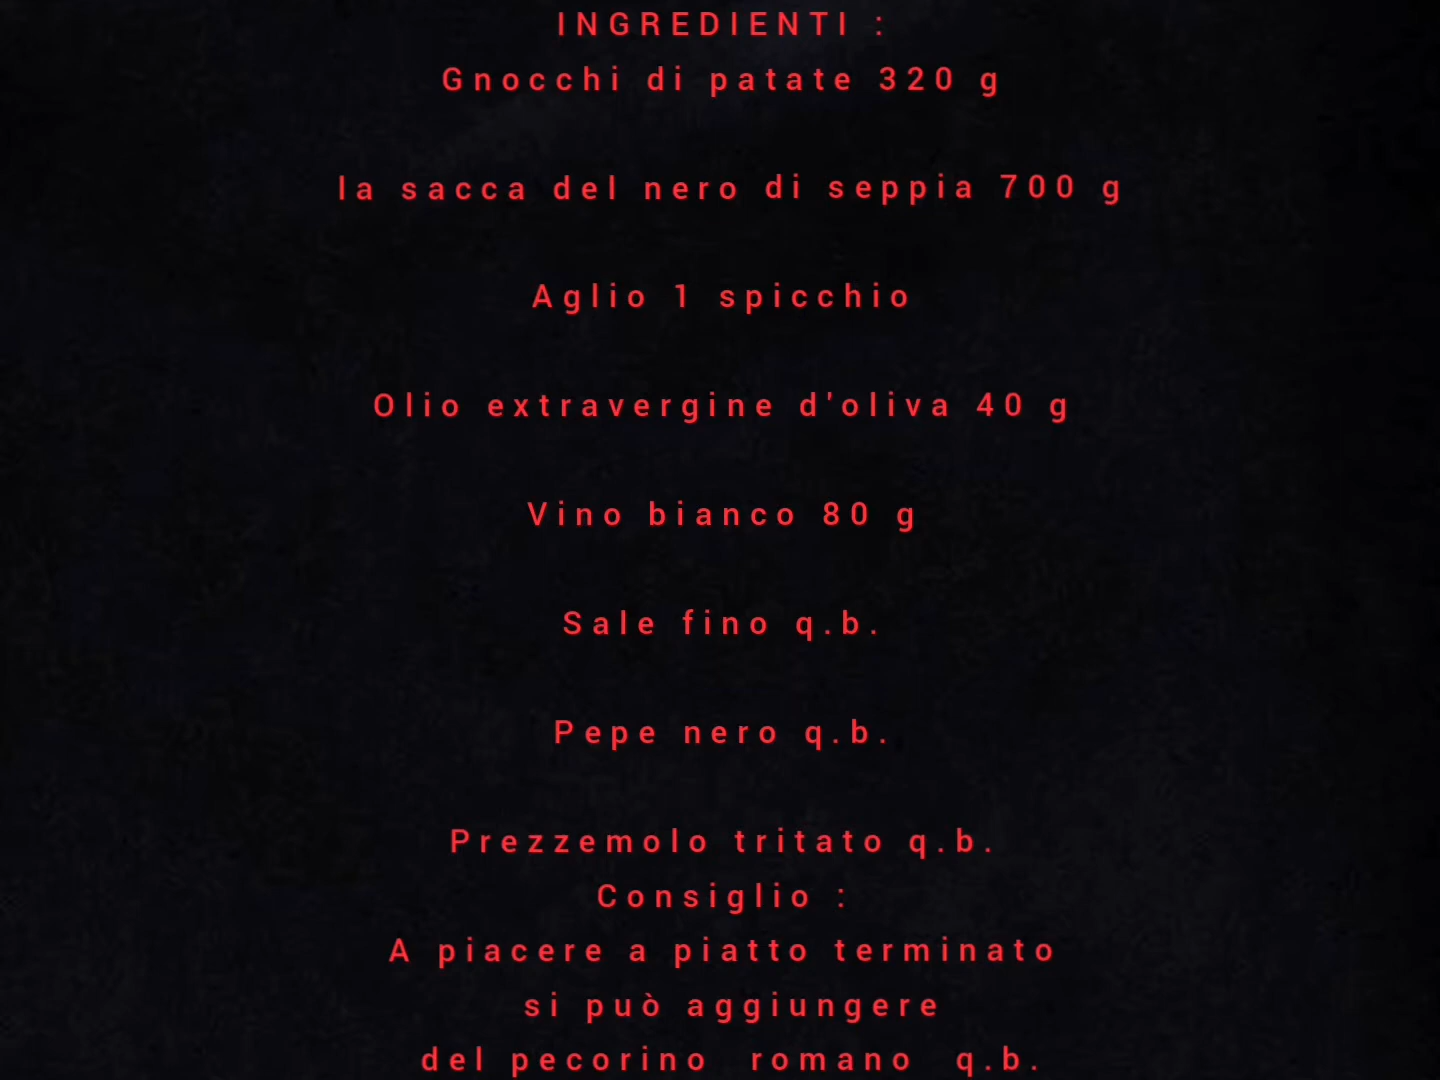 INGREDIENTI :
Gnocchi di patate 320 g
la sacca del nero di seppia 700 g
Aglio 1 spicchio
Olio extravergine d'oliva 40 g
Vino bianco 80 g
Sale fino q.b.
Pepe nero q.b.
Prezzemolo tritato q.b.
Consiglio :
A piacere a piatto terminato
si può aggiungere
del pecorino romano q.b.